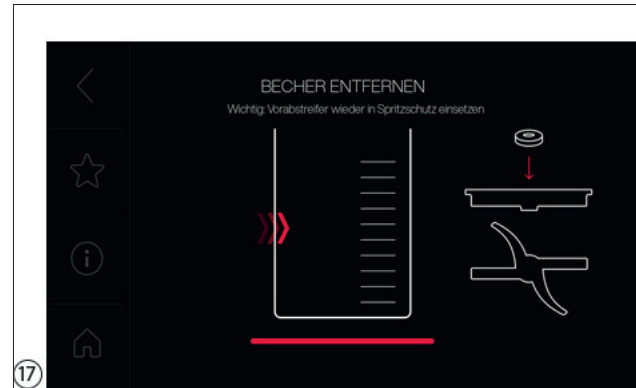 BECHER ENTFERNEN
Wichtig: Vorabstreifer wieder in Spritzschutz einsetzen
17